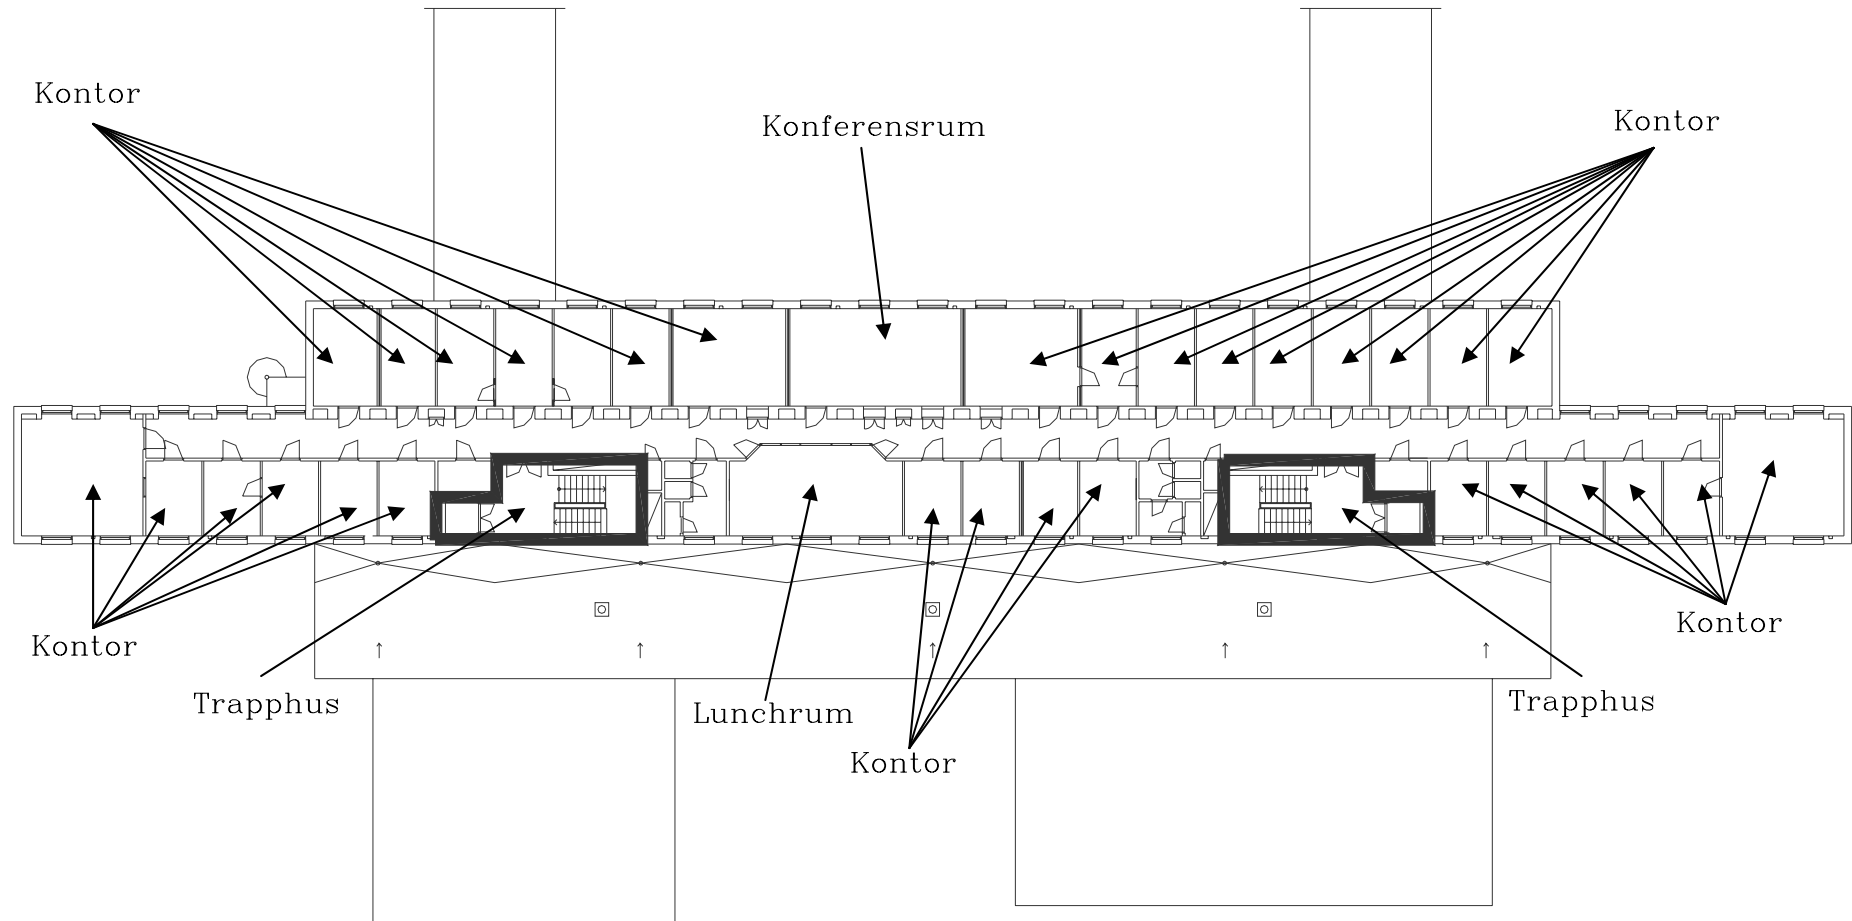 Kontor
Konferensrum
Kontor
Kontor
Kontor
Trapphus
Lunchrum
Trapphus
Kontor